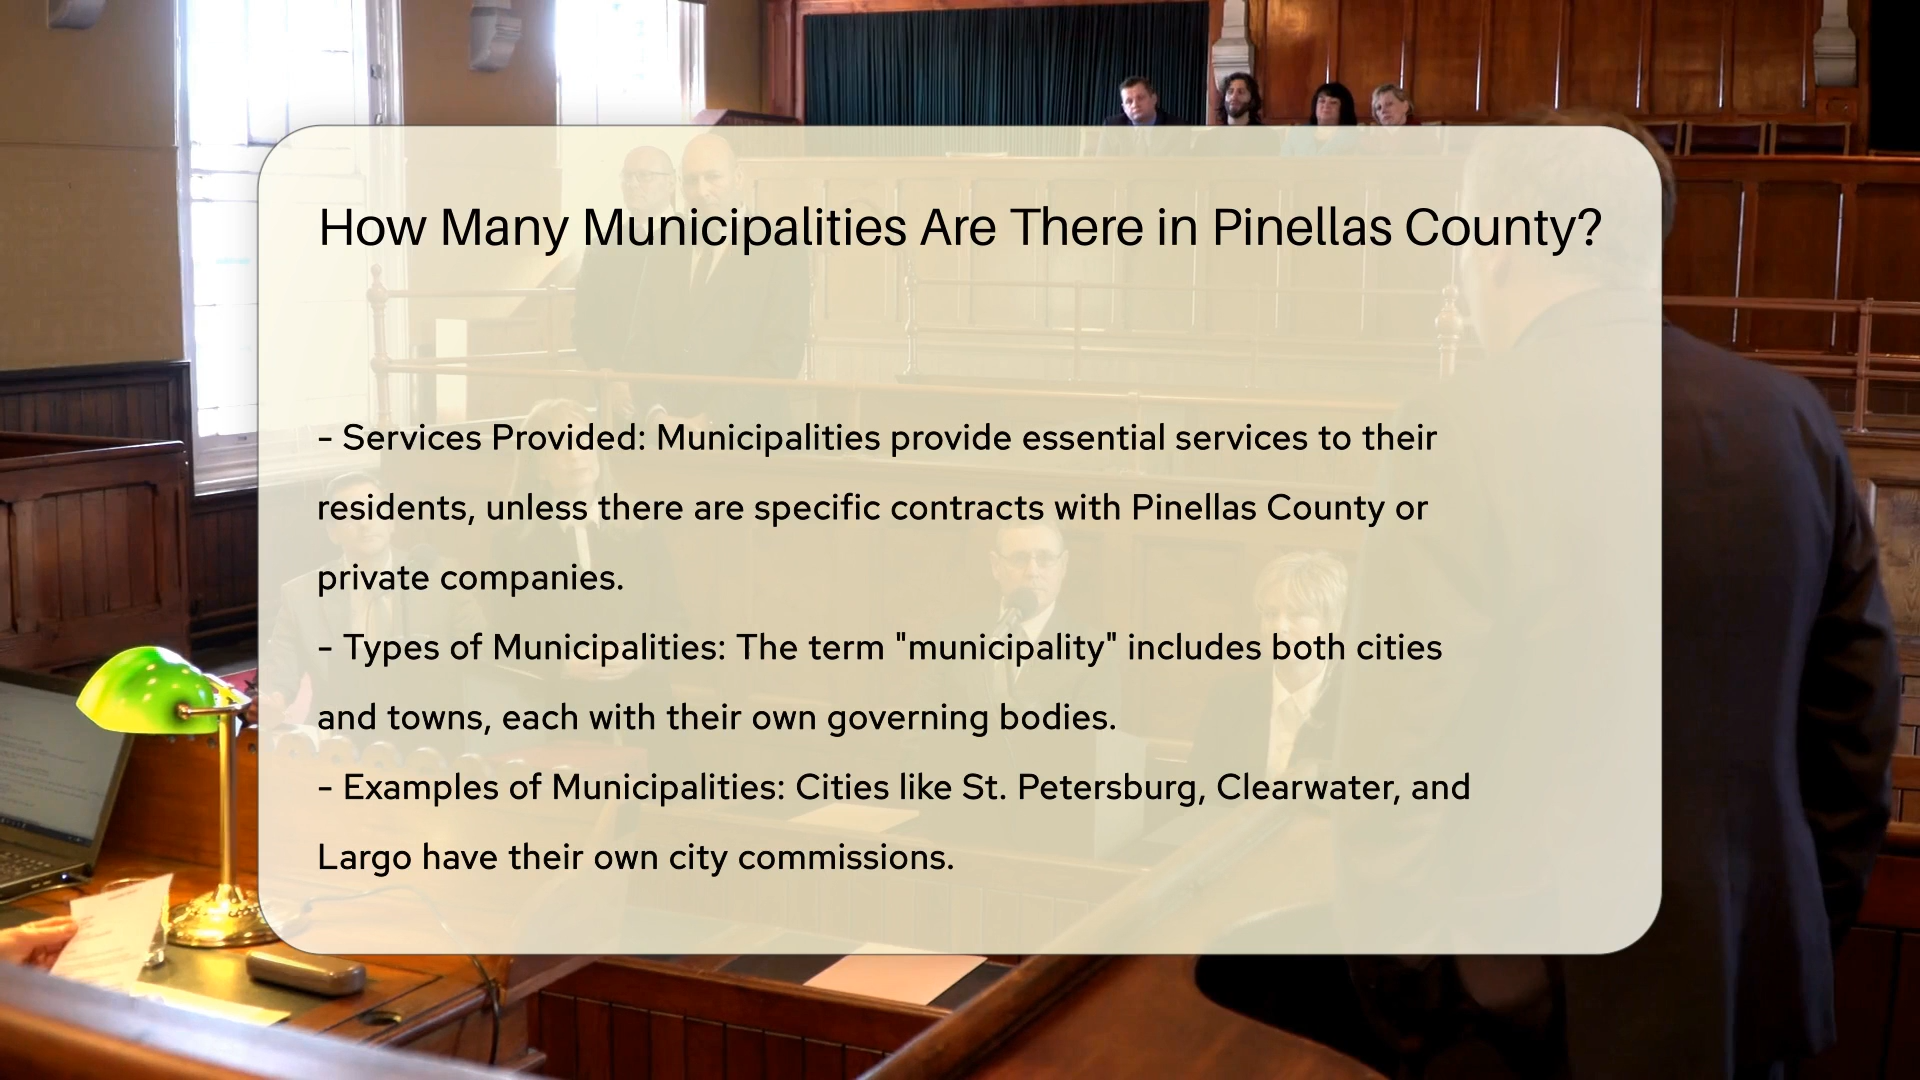 How Many Municipalities Are There in Pinellas County?
– Services Provided: Municipalities provide essential services to their
residents, unless there are specific contracts with Pinellas County or
private companies.
– Types of Municipalities: The term "municipality" includes both cities
and towns, each with their own governing bodies.
– Examples of Municipalities: Cities like St. Petersburg, Clearwater, and
Largo have their own city commissions.